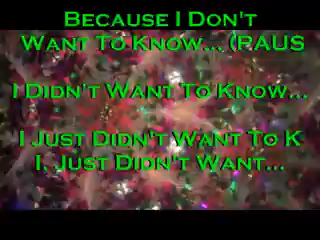 Because I Don't
Want To Know... (PAUS
I Didn't Want To Know...
I Just Didn't Want To K
I, Just Didn't Want...